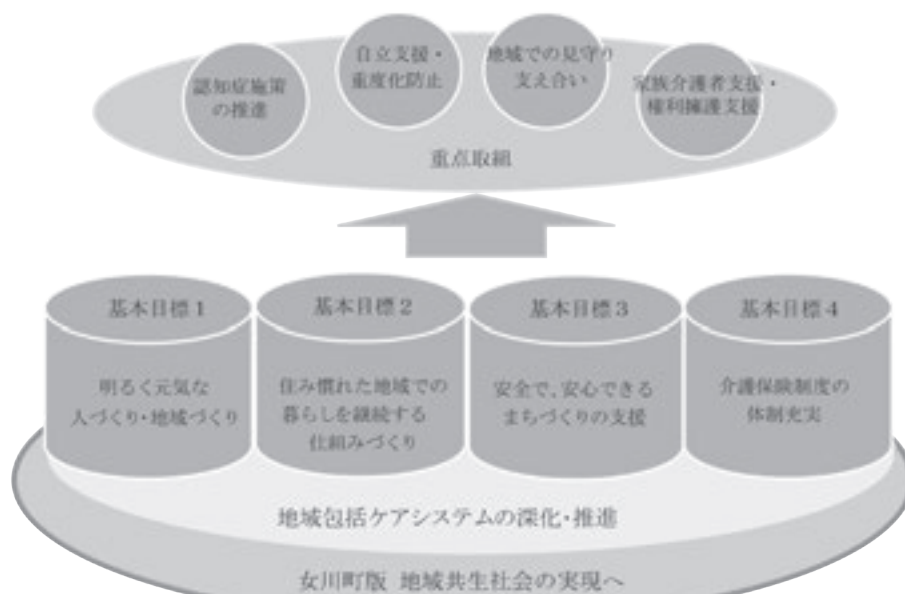 認知症施策
の推進
自立支援・
重度化防止
地域での見守り
支え合い
家族介護者支援・
権利擁護支援
重点取組
基本目標1
明るく元気な
人づくり・地域づくり
基本目標2
住み慣れた地域での
暮らしを継続する
仕組みづくり
基本目標3
安全で、安心できる
まちづくりの支援
基本目標4
介護保険制度の
体制充実
地域包括ケアシステムの深化・推進
女川町版 地域共生社会の実現へ